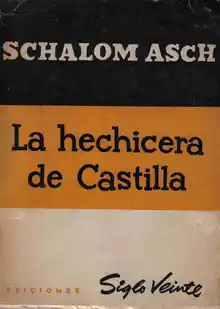 SCHALOM ASCH
La hechicera
de Castilla
EDICIONES Siglo Veinte